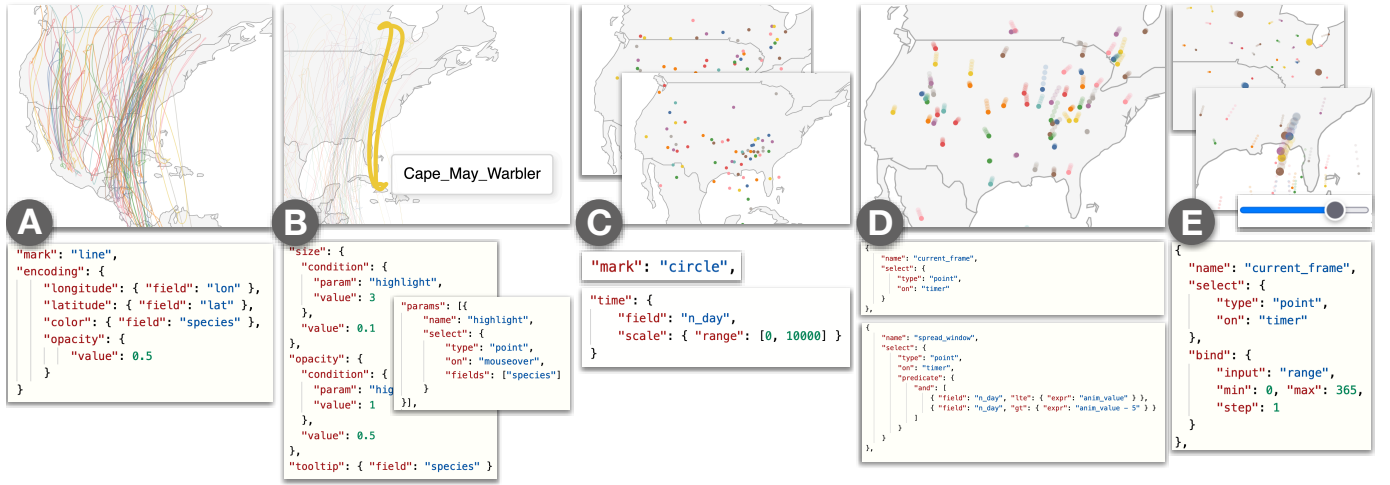 A
"mark": "line",
"encoding": {
"longitude": { "field": "lon" },
"latitude": { "field": "lat" },
"color": { "field": "species" },
"opacity": {
"value": 0.5
}
}
Cape_May_Warbler
B
"size": {
"condition": {
"param": "highlight",
"value": 3
},
"value": 0.1
},
"opacity": {
"condition": {
"param": "hig
"value": 1
},
"value": 0.5
},
"tooltip": { "field": "species" }
"params": [{
"name": "highlight",
"select": {
"type": "point",
"on": "mouseover",
"fields": ["species"]
}
}],
C
"mark": "circle",
"time": {
"field": "n_day",
"scale": { "range": [0, 10000] }
}
D
{
"name": "current_frame",
"select": {
"type": "point",
"on": "timer"
}
},
{
"name": "spread_window",
"select": {
"type": "point",
"on": "timer",
"predicate": {
"and": [
{ "field": "n_day", "lte": { "expr": "anim_value" } },
{ "field": "n_day", "gt": { "expr": "anim_value - 5" } }
]
}
}
},
E
{
"name": "current_frame",
"select": {
"type": "point",
"on": "timer"
},
"bind": {
"input": "range",
"min": 0, "max": 365,
"step": 1
}
},